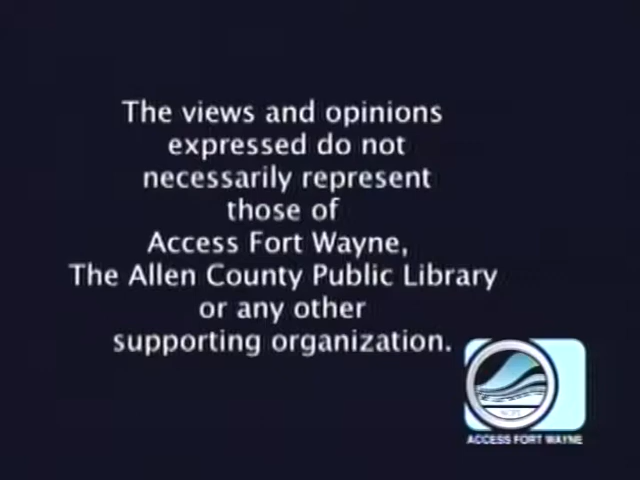 The views and opinions
expressed do not
necessarily represent
those of
Access Fort Wayne,
The Allen County Public Library
or any other
supporting organization.
ACCESS FORT WAYNE